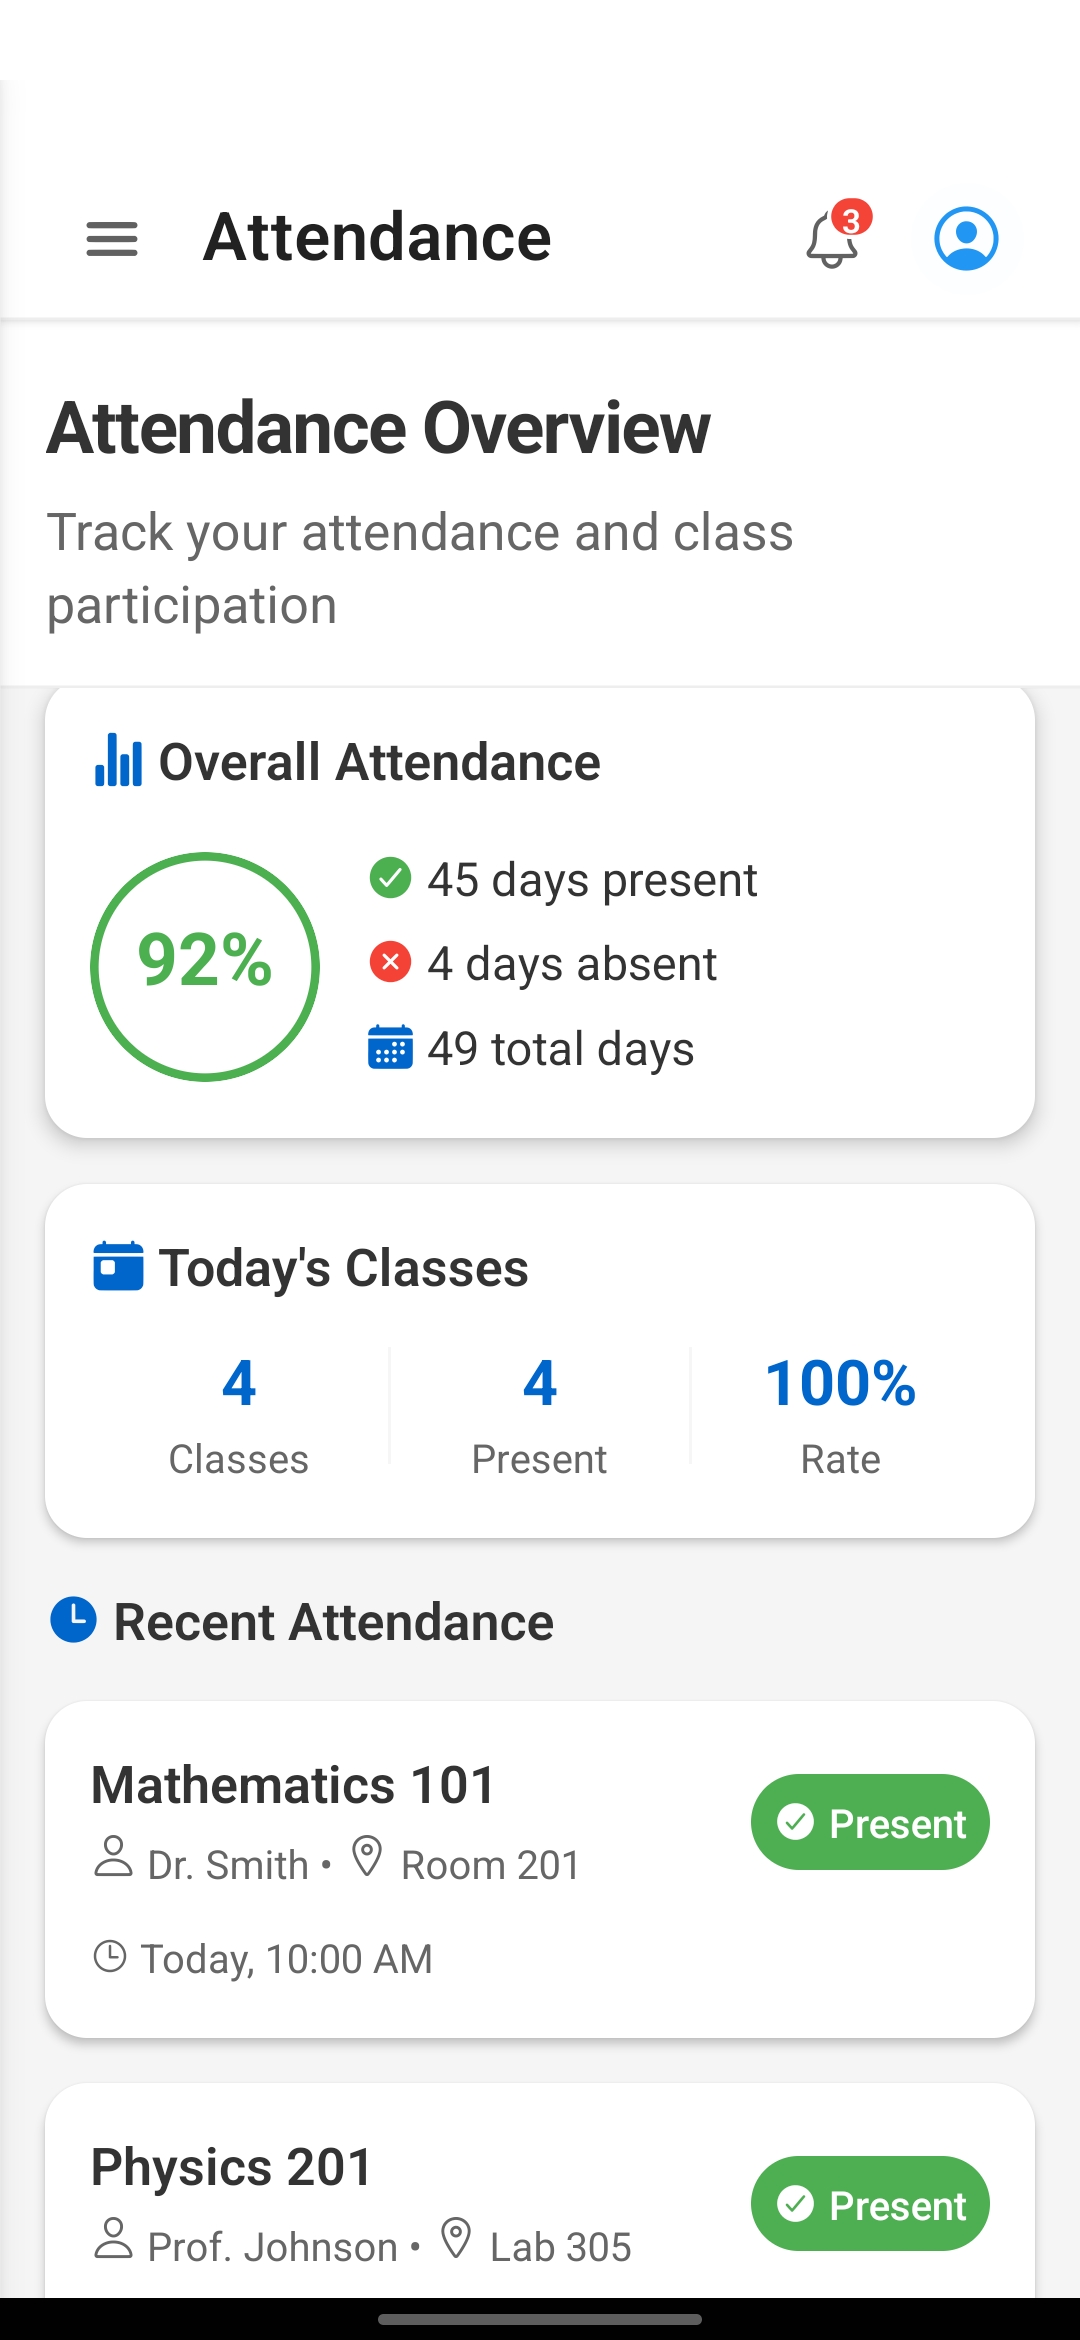 Attendance
3
Attendance Overview
Track your attendance and class
participation
Overall Attendance
92%
45 days present
4 days absent
49 total days
Today's Classes
4
Classes
4
Present
100%
Rate
Recent Attendance
Mathematics 101
Present
Dr. Smith • Room 201
Today, 10:00 AM
Physics 201
Present
Prof. Johnson • Lab 305